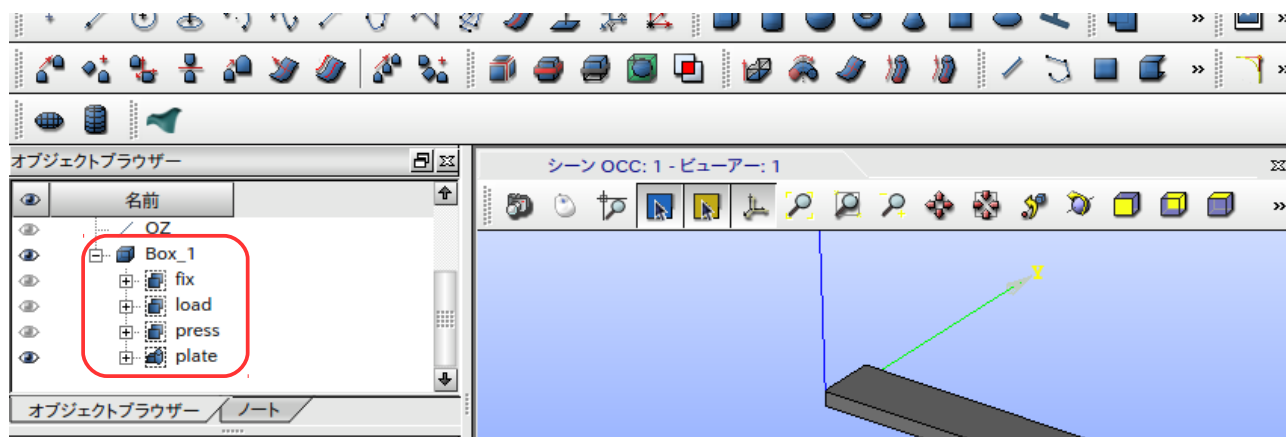 »
»
»
»
オブジェクトブラウザー
シーン OCC: 1 - ビューアー: 1
名前
»
OZ
Box_1
fix
load
press
plate
Y
オブジェクトブラウザー
ノート